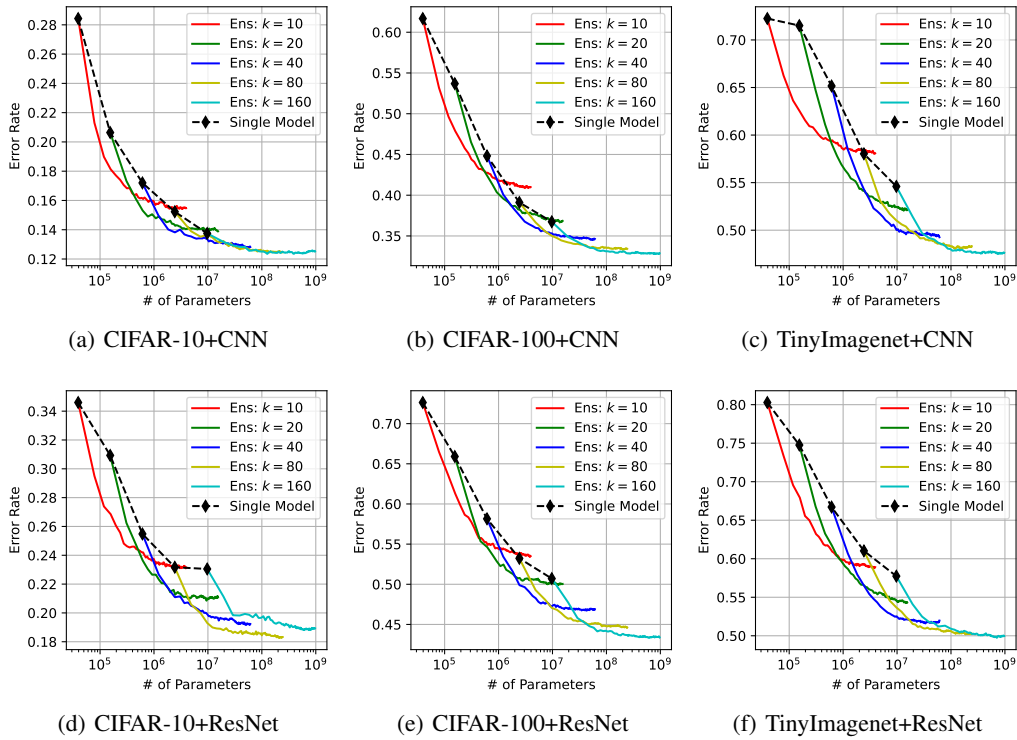 0.28
0.26
0.24
0.22
0.20
0.18
0.16
0.14
0.12
Error Rate
10^5 10^6 10^7 10^8 10^9
# of Parameters
Ens: k = 10
Ens: k = 20
Ens: k = 40
Ens: k = 80
Ens: k = 160
Single Model
(a) CIFAR-10+CNN
0.60
0.55
0.50
0.45
0.40
0.35
Error Rate
10^5 10^6 10^7 10^8 10^9
# of Parameters
Ens: k = 10
Ens: k = 20
Ens: k = 40
Ens: k = 80
Ens: k = 160
Single Model
(b) CIFAR-100+CNN
0.70
0.65
0.60
0.55
0.50
Error Rate
10^5 10^6 10^7 10^8 10^9
# of Parameters
Ens: k = 10
Ens: k = 20
Ens: k = 40
Ens: k = 80
Ens: k = 160
Single Model
(c) TinyImagenet+CNN
0.34
0.32
0.30
0.28
0.26
0.24
0.22
0.20
0.18
Error Rate
10^5 10^6 10^7 10^8 10^9
# of Parameters
Ens: k = 10
Ens: k = 20
Ens: k = 40
Ens: k = 80
Ens: k = 160
Single Model
(d) CIFAR-10+ResNet
0.70
0.65
0.60
0.55
0.50
0.45
Error Rate
10^5 10^6 10^7 10^8 10^9
# of Parameters
Ens: k = 10
Ens: k = 20
Ens: k = 40
Ens: k = 80
Ens: k = 160
Single Model
(e) CIFAR-100+ResNet
0.80
0.75
0.70
0.65
0.60
0.55
0.50
Error Rate
10^5 10^6 10^7 10^8 10^9
# of Parameters
Ens: k = 10
Ens: k = 20
Ens: k = 40
Ens: k = 80
Ens: k = 160
Single Model
(f) TinyImagenet+ResNet